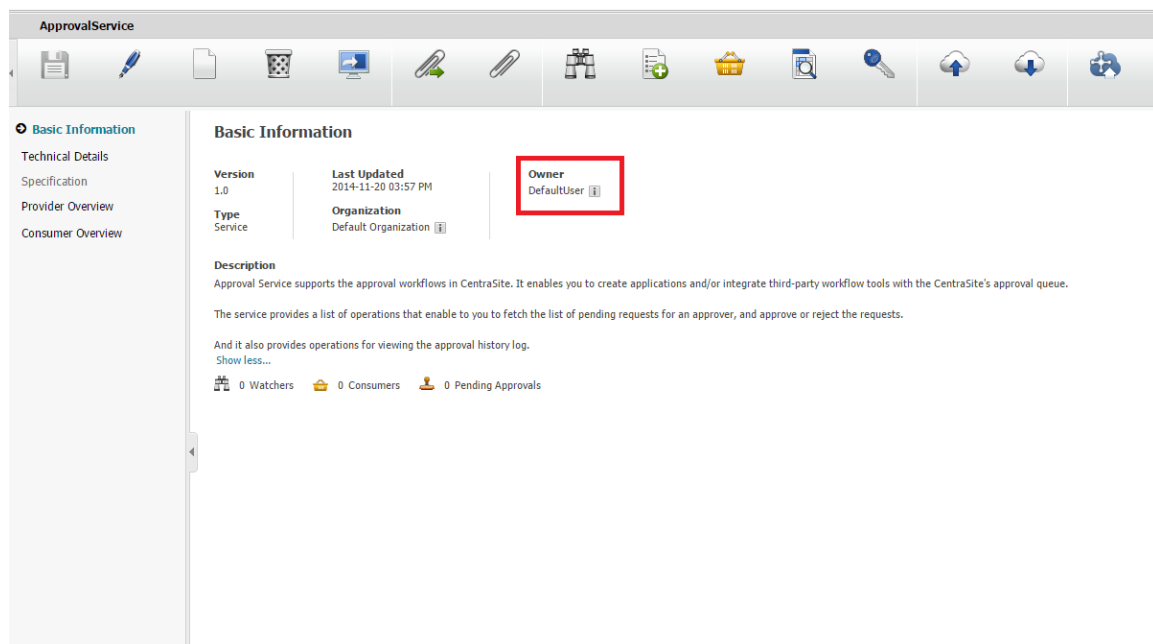 ApprovalService
Basic Information
Technical Details
Specification
Provider Overview
Consumer Overview
Basic Information
Version
1.0
Type
Service
Last Updated
2014-11-20 03:57 PM
Organization
Default Organization i
Owner
DefaultUser i
Description
Approval Service supports the approval workflows in CentraSite. It enables you to create applications and/or integrate third-party workflow tools with the CentraSite's approval queue.
The service provides a list of operations that enable to you to fetch the list of pending requests for an approver, and approve or reject the requests.
And it also provides operations for viewing the approval history log.
Show less...
0 Watchers 0 Consumers 0 Pending Approvals